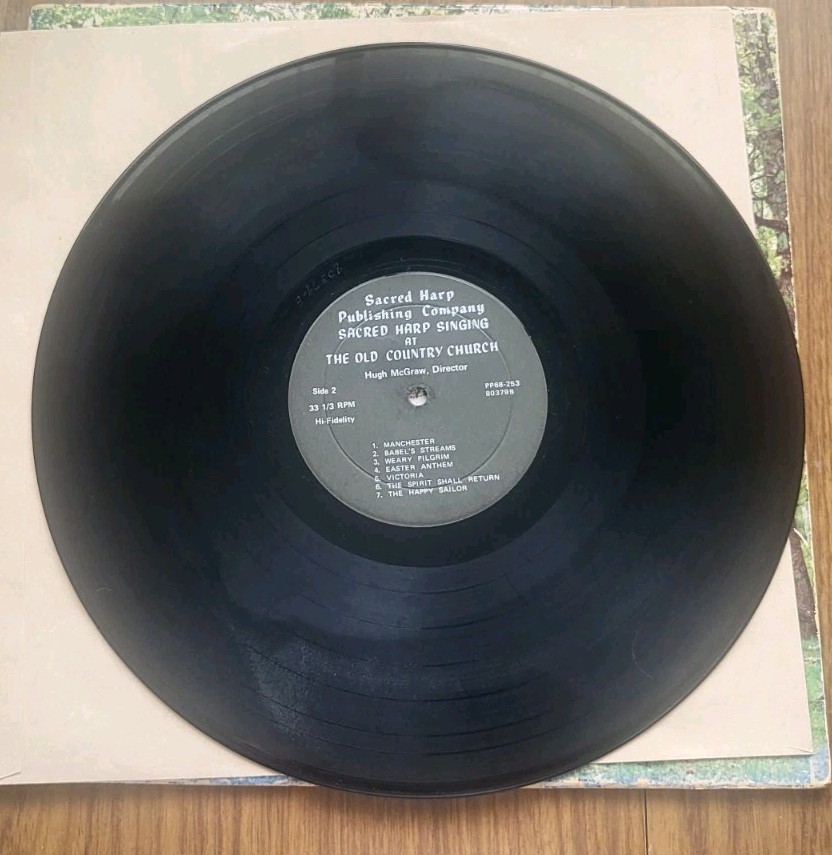 Sacred Harp
Publishing Company
SACRED HARP SINGING
AT
THE OLD COUNTRY CHURCH
Hugh McGraw, Director
Side 2
33 1/3 RPM
Hi-Fidelity
PP68-253
803798
1. MANCHESTER
2. BABEL'S STREAMS
3. WEARY PILGRIM
4. EASTER ANTHEM
5. VICTORIA
6. THE SPIRIT SHALL RETURN
7. THE HAPPY SAILOR